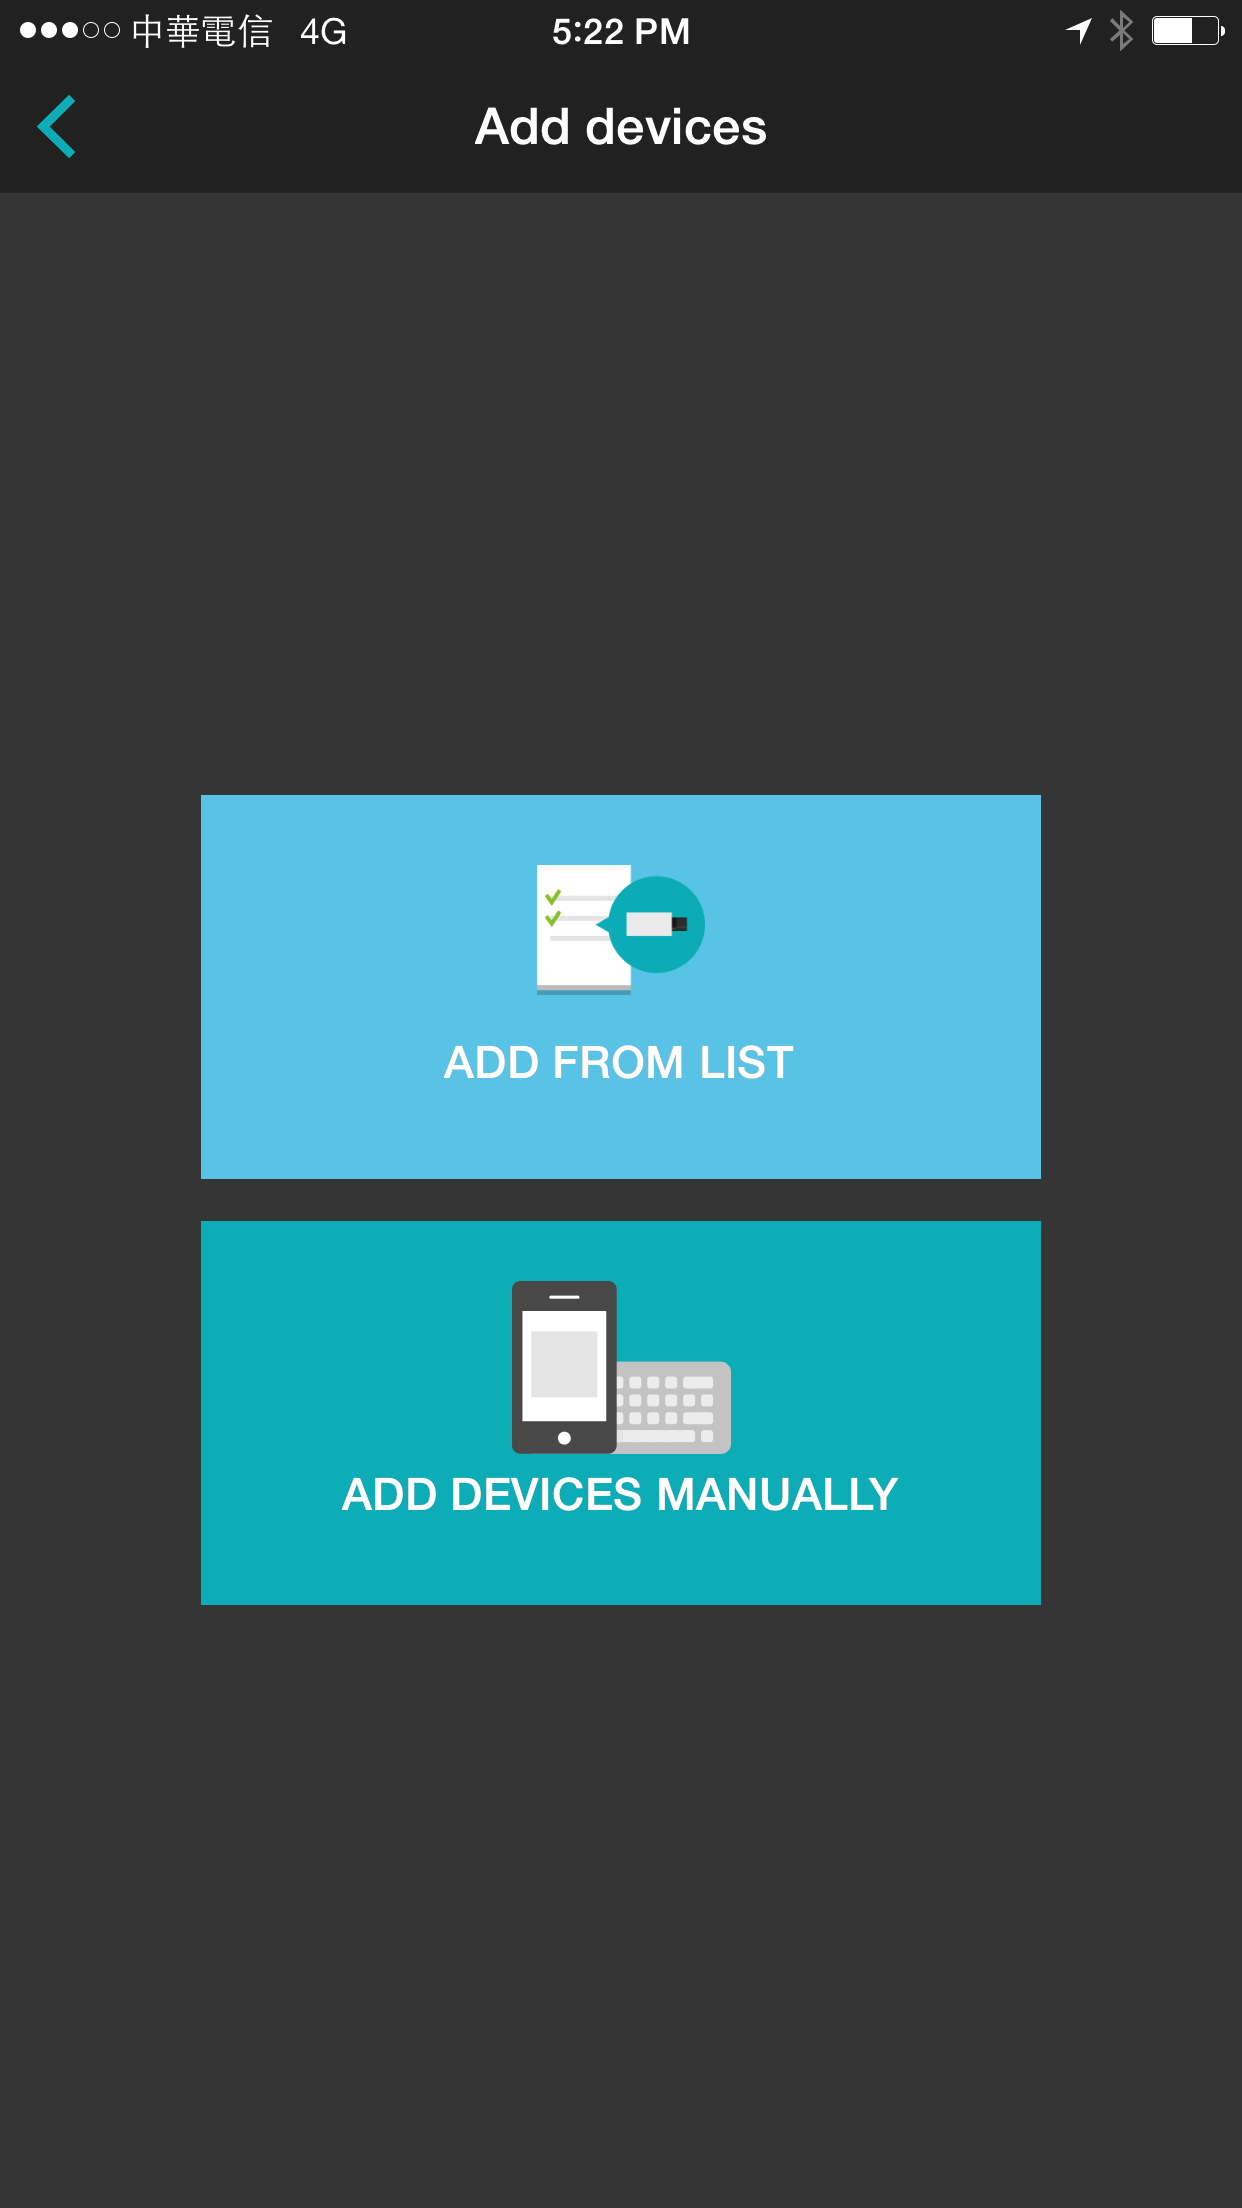 中華電信 4G 5:22 PM
Add devices
ADD FROM LIST
ADD DEVICES MANUALLY